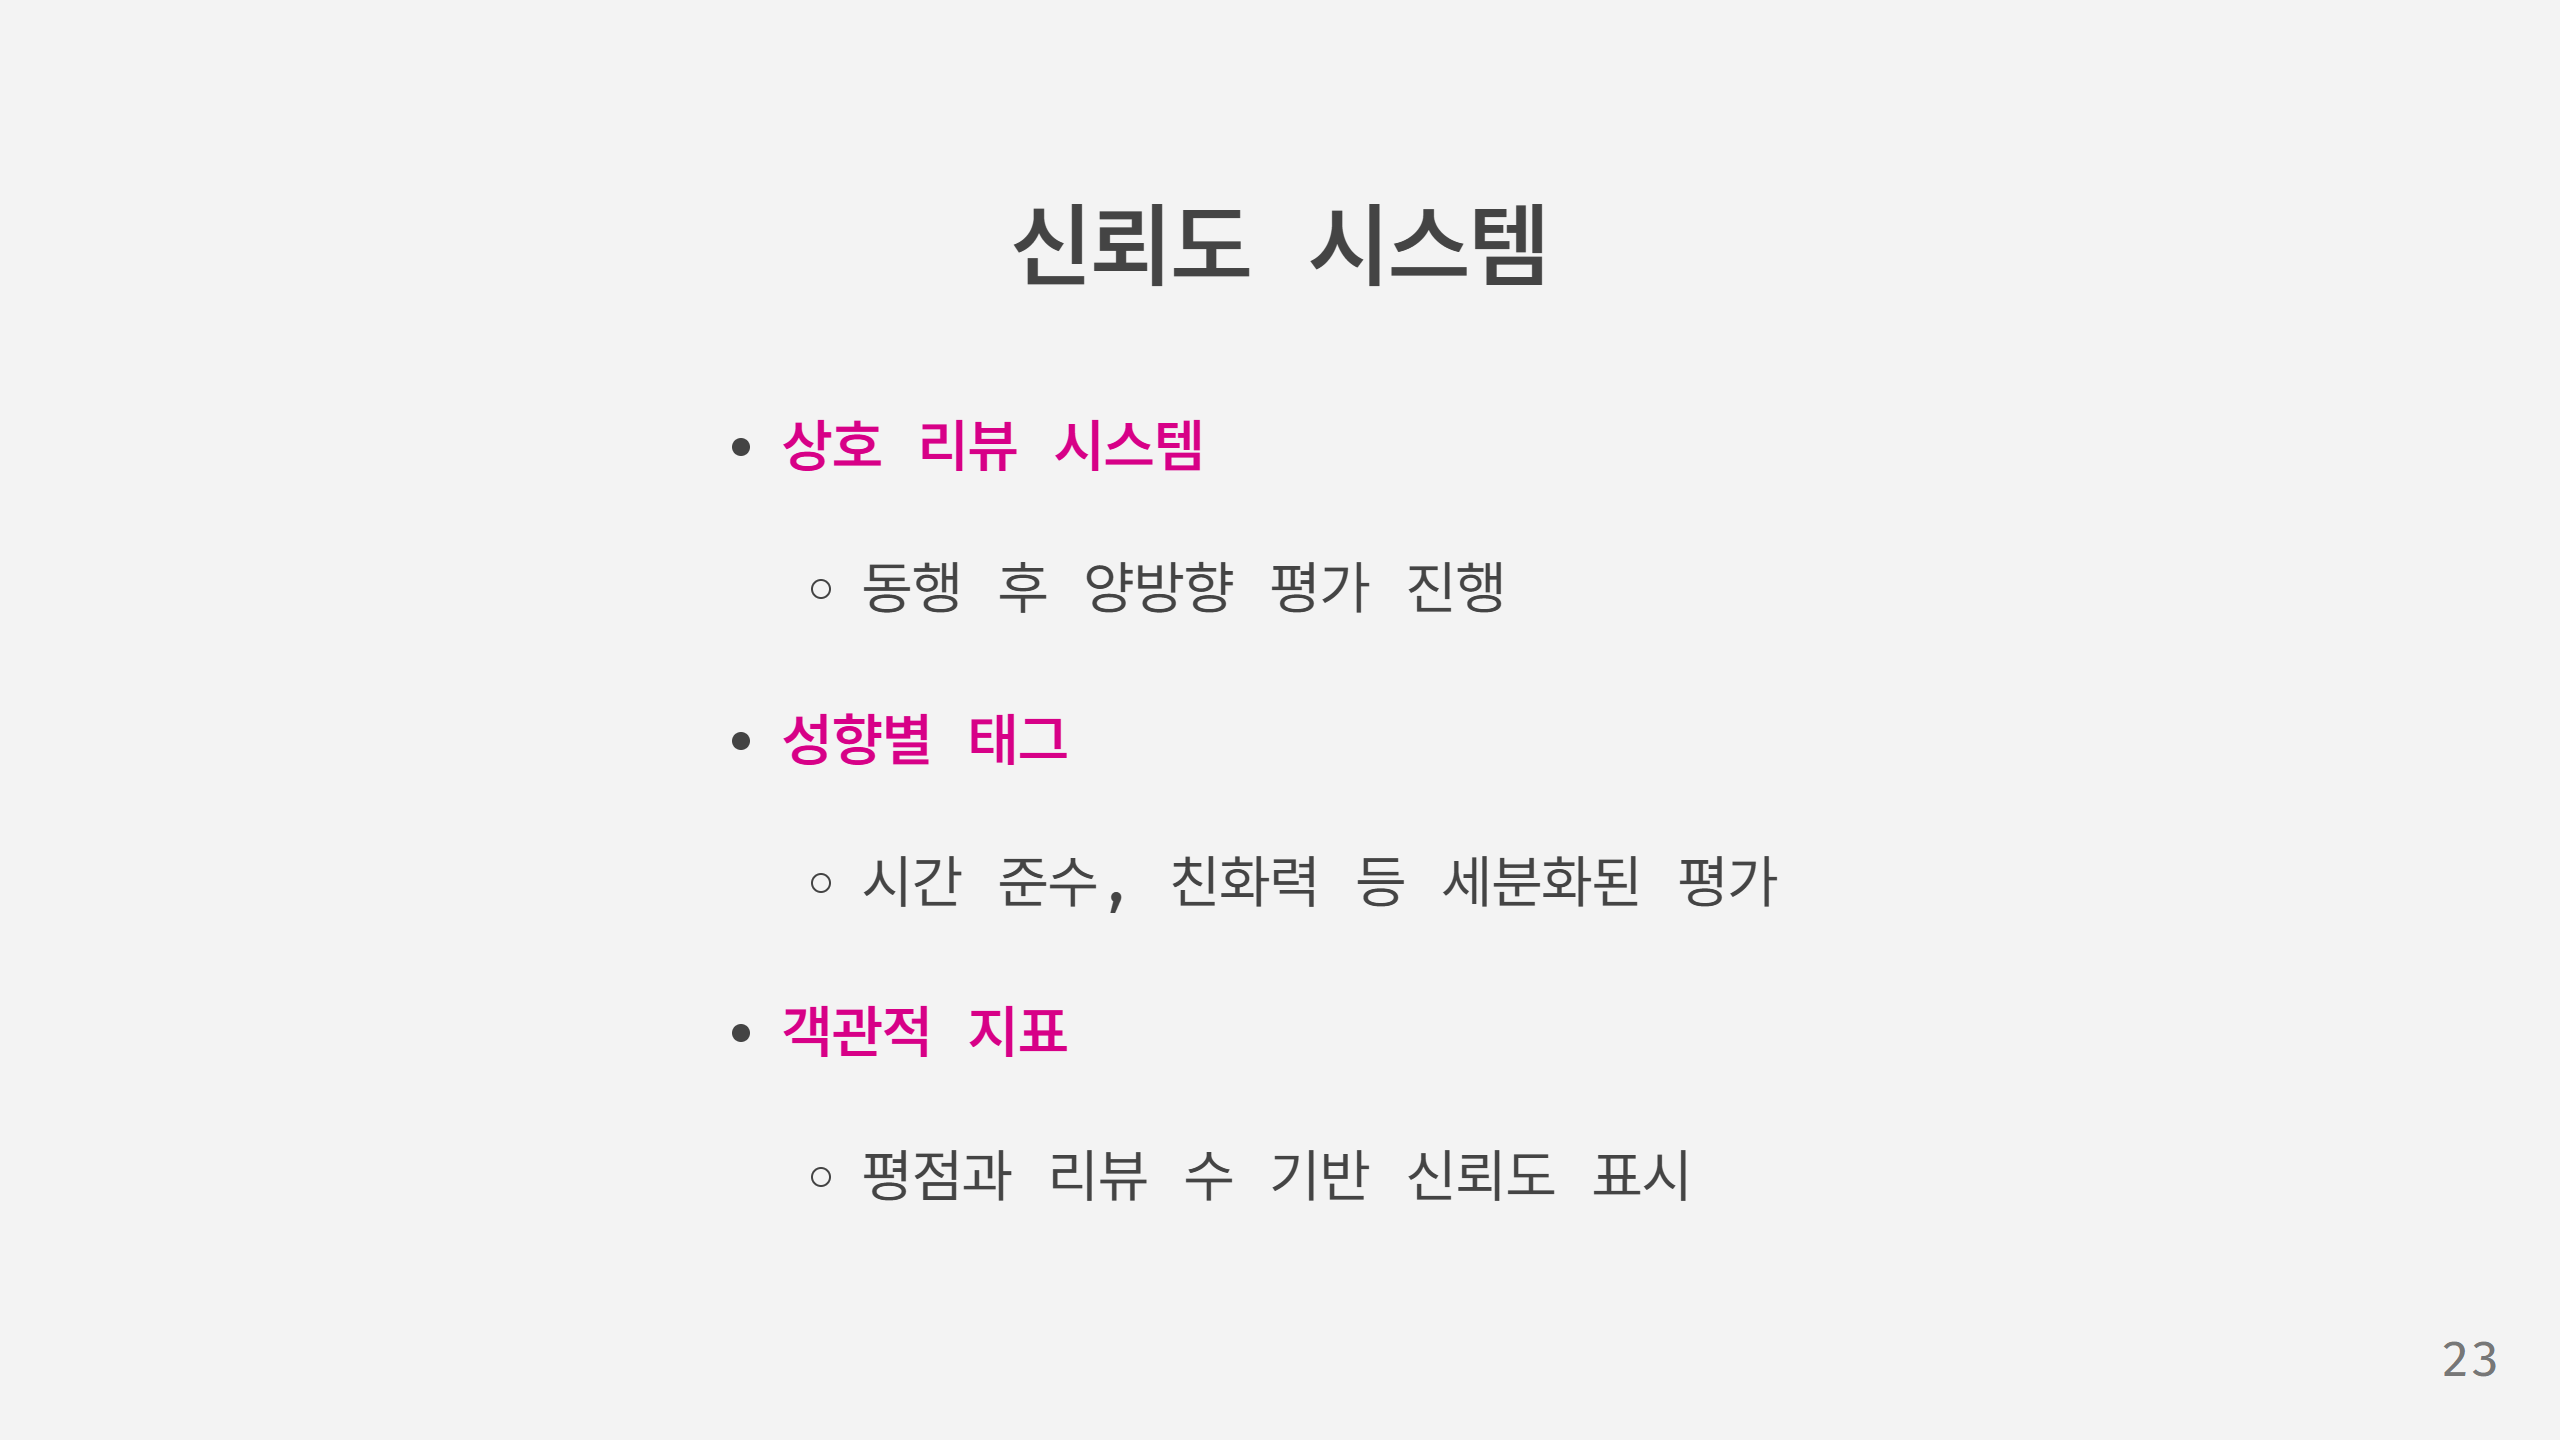 신뢰도 시스템
• 상호 리뷰 시스템
◦ 동행 후 양방향 평가 진행
• 성향별 태그
◦ 시간 준수, 친화력 등 세분화된 평가
• 객관적 지표
◦ 평점과 리뷰 수 기반 신뢰도 표시
23